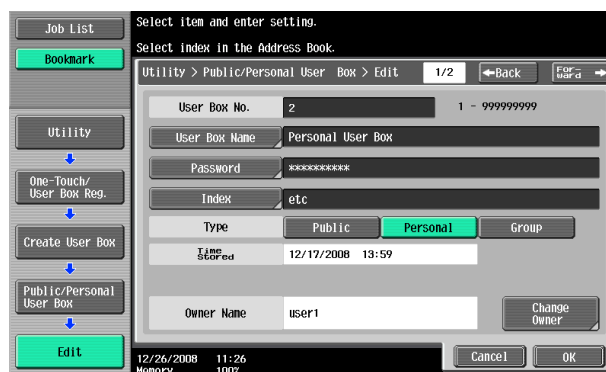 Job List
Bookmark
Utility
One-Touch/
User Box Reg.
Create User Box
Public/Personal
User Box
Edit
Select item and enter setting.
Select index in the Address Book.
Utility > Public/Personal User Box > Edit 1/2 ←Back For-ward →
User Box No. 2 1 - 999999999
User Box Name Personal User Box
Password **********
Index etc
Type Public Personal Group
Time Stored 12/17/2008 13:59
Owner Name user1 Change Owner
12/26/2008 11:26
Memory 100%
Cancel OK